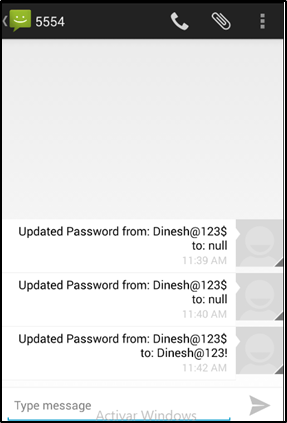 5554
Updated Password from: Dinesh@123$
to: null
11:39 AM
Updated Password from: Dinesh@123$
to: null
11:40 AM
Updated Password from: Dinesh@123$
to: Dinesh@123!
11:42 AM
Type message
Activar Windows